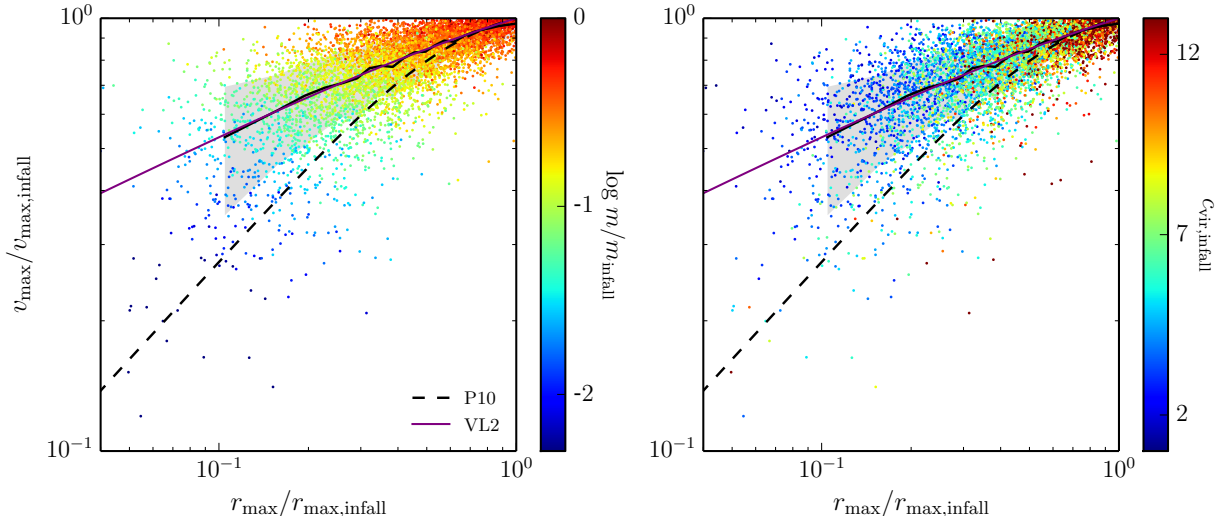 10^0
v_max/v_max,infall
10^-1
10^-1
10^0
r_max/r_max,infall
P10
VL2
0
-1
-2
log m/m_infall
10^0
10^-1
10^-1
10^0
r_max/r_max,infall
12
7
2
c_vir,infall